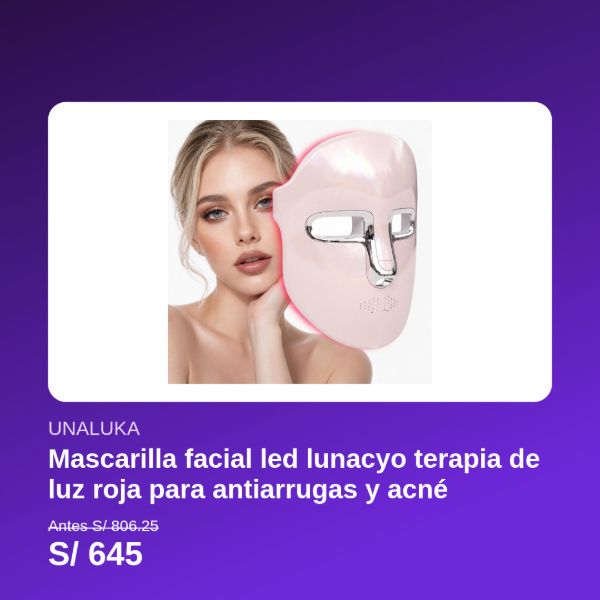 UNALUKA
Mascarilla facial led lunacyo terapia de
luz roja para antiarrugas y acné
Antes S/ 806.25
S/ 645